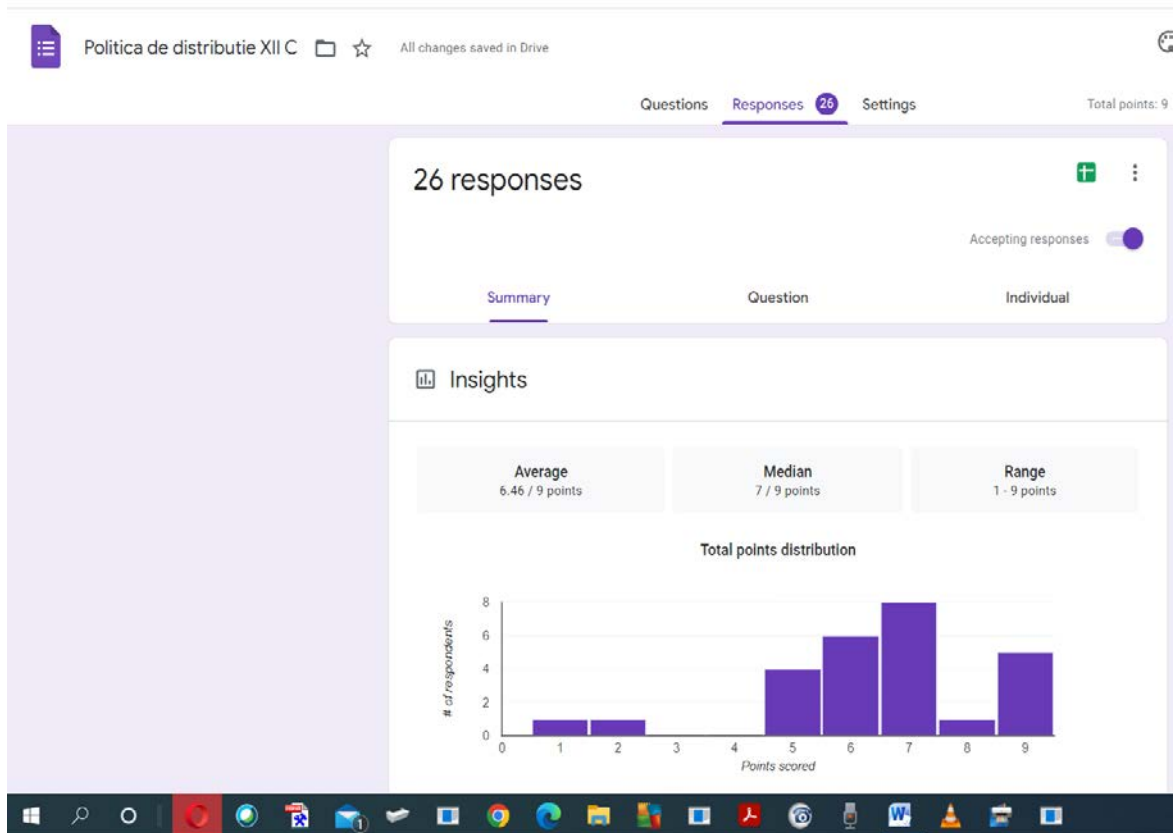 Politica de distributie XII C All changes saved in Drive
Questions Responses 26 Settings Total points: 9
26 responses
Accepting responses
Summary Question Individual
Insights
Average Median Range
6.46 / 9 points 7 / 9 points 1 - 9 points
Total points distribution
# of respondents
8
6
4
2
0
0 1 2 3 4 5 6 7 8 9
Points scored